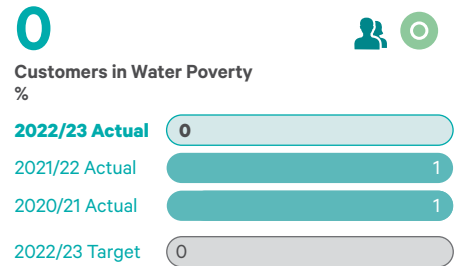 0
Customers in Water Poverty
%
2022/23 Actual 0
2021/22 Actual 1
2020/21 Actual 1
2022/23 Target 0